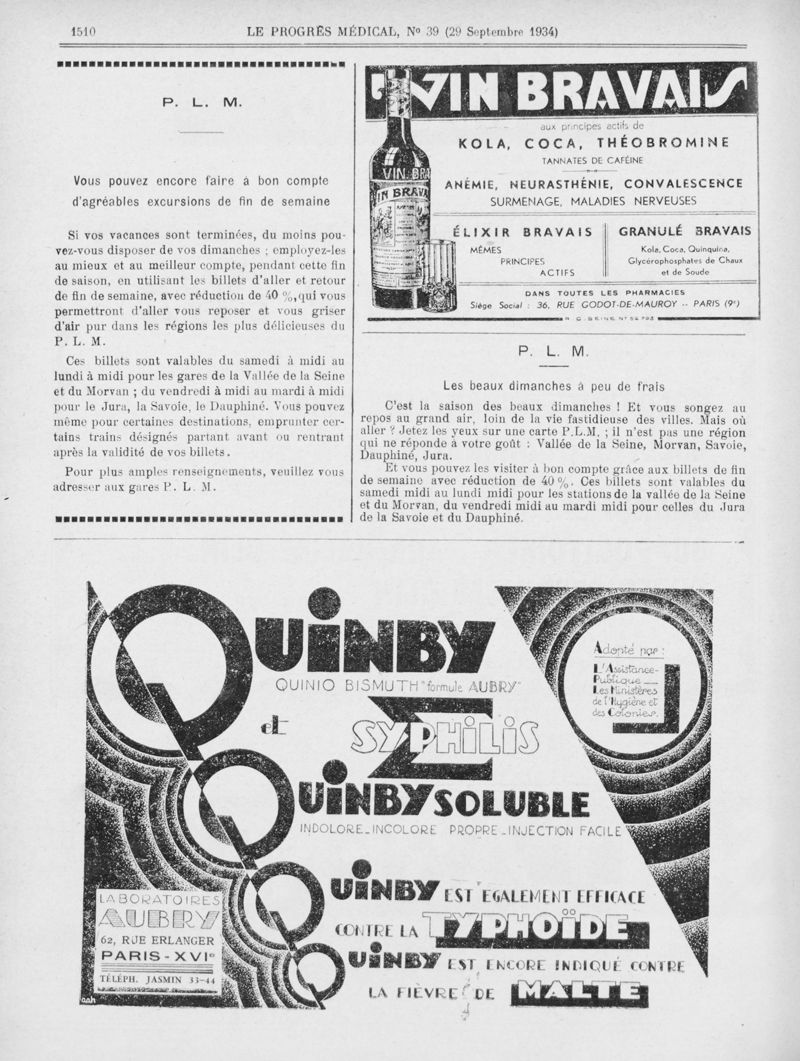 1510
LE PROGRÈS MÉDICAL, N° 39 (29 Septembre 1934)
P. L. M.
Vous pouvez encore faire à bon compte
d'agréables excursions de fin de semaine
Si vos vacances sont terminées, du moins pou-
vez-vous disposer de vos dimanches ; employez-les
au mieux et au meilleur compte, pendant cette fin
de saison, en utilisant les billets d'aller et retour
de fin de semaine, avec réduction de 40 %, qui vous
permettront d'aller vous reposer et vous griser
d'air pur dans les régions les plus délicieuses du
P. L. M.
Ces billets sont valables du samedi à midi au
lundi à midi pour les gares de la Vallée de la Seine
et du Morvan ; du vendredi à midi au mardi à midi
pour le Jura, la Savoie, le Dauphiné. Vous pouvez
même pour certaines destinations, emprunter cer-
tains trains désignés partant avant ou rentrant
après la validité de vos billets.
Pour plus amples renseignements, veuillez vous
adresser aux gares P. L. M.
VIN BRAVAIS
aux principes actifs de
KOLA, COCA, THÉOBROMINE
TANNATES DE CAFÉINE
ANÉMIE, NEURASTHÉNIE, CONVALESCENCE
SURMENAGE, MALADIES NERVEUSES
VIN BRA
IN BRAVA
ÉLIXIR BRAVAIS
MÊMES
PRINCIPES
ACTIFS
GRANULÉ BRAVAIS
Kola, Coca, Quinquina,
Glycérophosphates de Chaux
et de Soude
DANS TOUTES LES PHARMACIES
Siège Social : 36, RUE GODOT-DE-MAUROY -- PARIS (9e)
R. C. SEINE N° 54.793
P. L. M.
Les beaux dimanches à peu de frais
C'est la saison des beaux dimanches ! Et vous songez au
repos au grand air, loin de la vie fastidieuse des villes. Mais où
aller ? Jetez les yeux sur une carte P.L.M. ; il n'est pas une région
qui ne réponde à votre goût : Vallée de la Seine, Morvan, Savoie,
Dauphiné, Jura.
Et vous pouvez les visiter à bon compte grâce aux billets de fin
de semaine avec réduction de 40 %. Ces billets sont valables du
samedi midi au lundi midi pour les stations de la vallée de la Seine
et du Morvan, du vendredi midi au mardi midi pour celles du Jura
de la Savoie et du Dauphiné.
QUINBY
QUINIO BISMUTH "formule AUBRY"
et
SYPHILIS
QUINBY SOLUBLE
INDOLORE_INCOLORE PROPRE_INJECTION FACILE
Adopté par :
L'Assistance-
Publique __
Les Ministères
de l'Hygiène et
des Colonies.
QUINBY EST ÉGALEMENT EFFICACE
CONTRE LA TYPHOÏDE
QUINBY EST ENCORE INDIQUÉ CONTRE
LA FIÈVRE DE MALTE
LABORATOIRES
AUBRY
62, RUE ERLANGER
PARIS-XVIe
TÉLÉPH. JASMIN 33-44